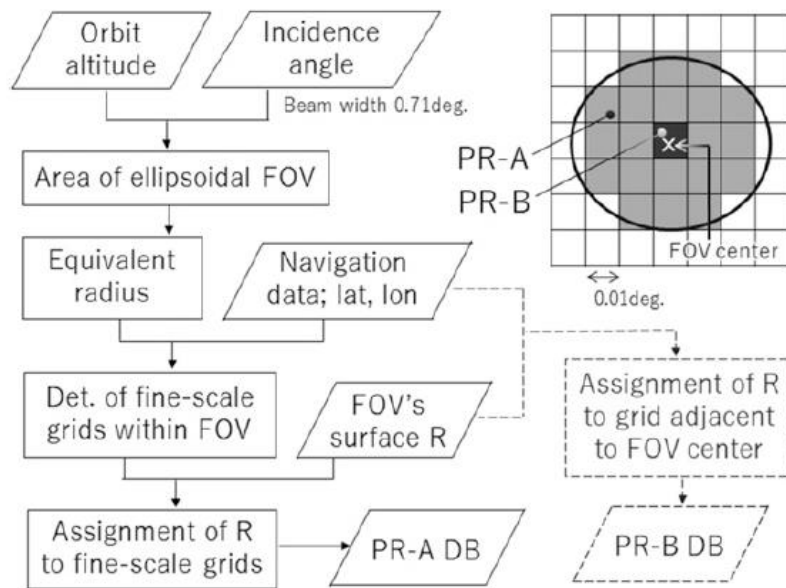 Orbit
altitude
Incidence
angle
Beam width 0.71deg.
Area of ellipsoidal FOV
Equivalent
radius
Navigation
data; lat, lon
Det. of fine-scale
grids within FOV
FOV's
surface R
Assignment of R
to fine-scale grids
PR-A DB
PR-A
PR-B
X
FOV center
0.01deg.
Assignment of R
to grid adjacent
to FOV center
PR-B DB